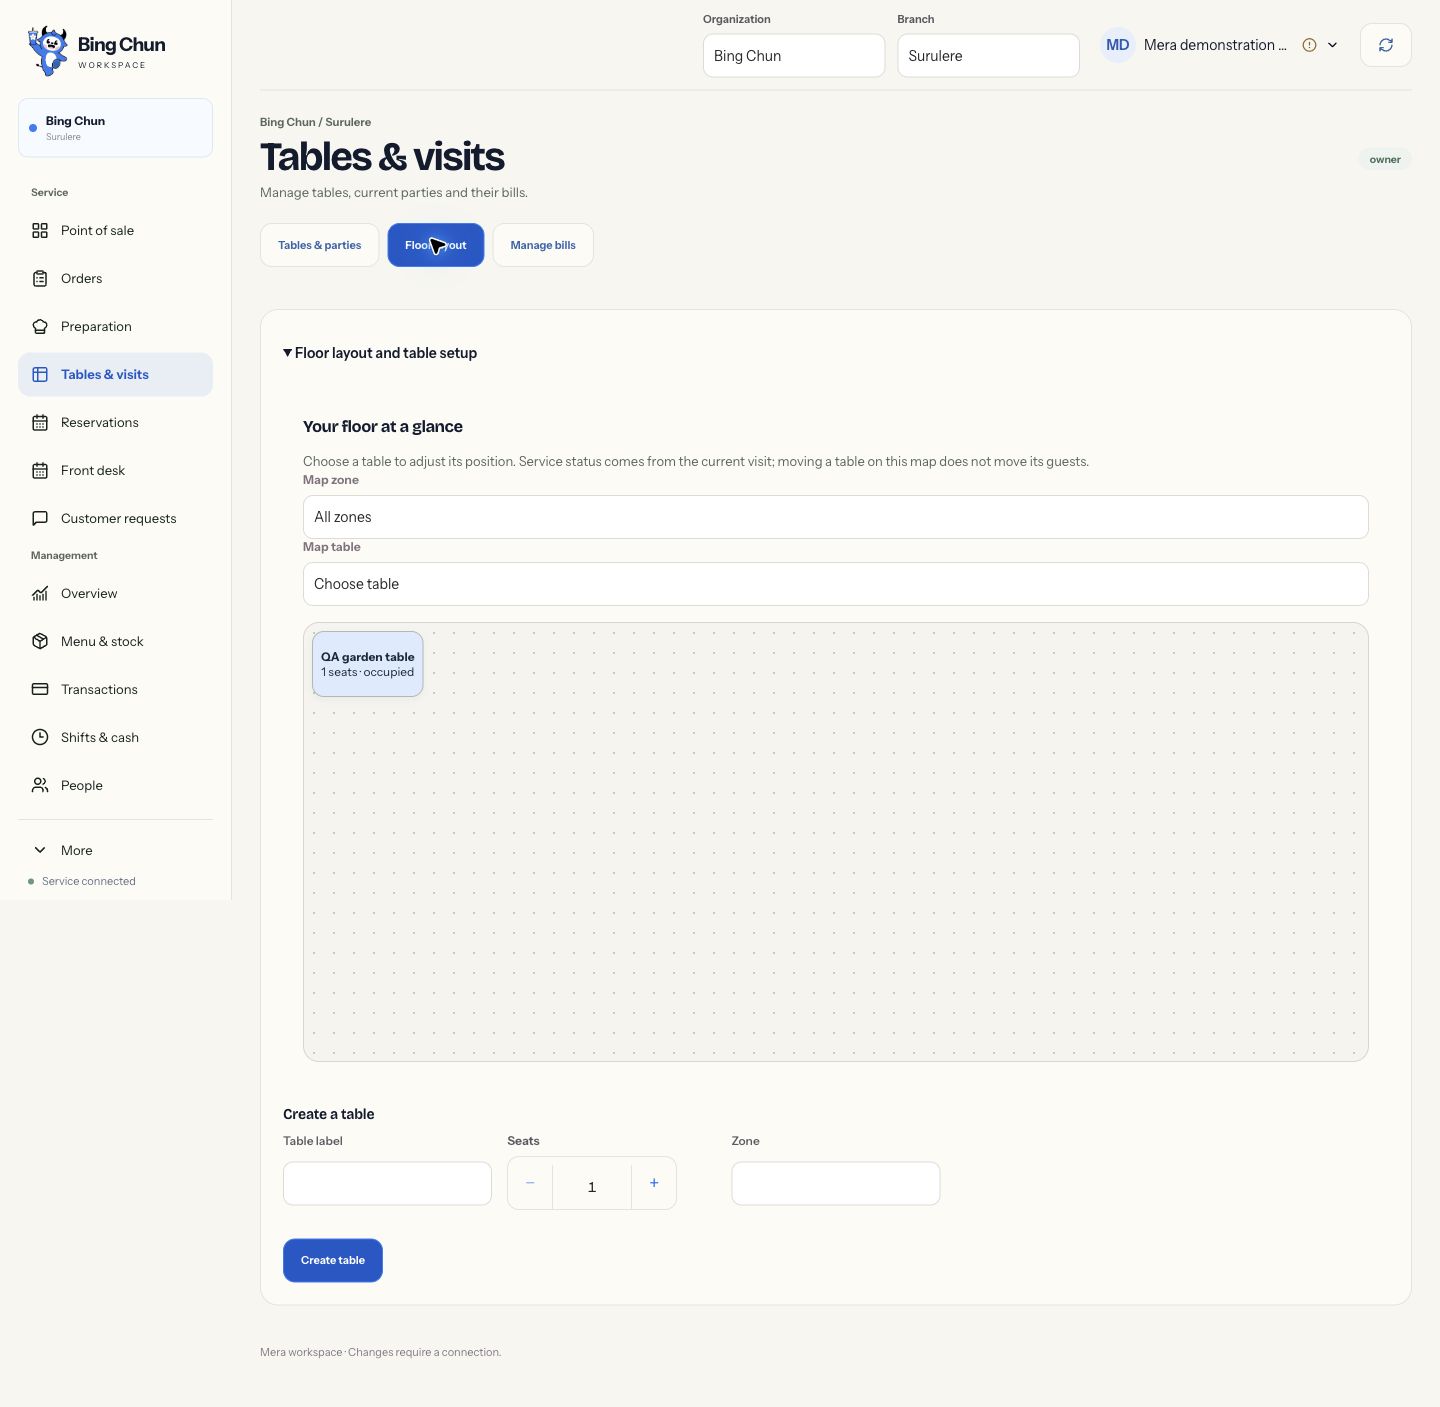 Bing Chun
WORKSPACE
Bing Chun
Surulere
Service
Point of sale
Orders
Preparation
Tables & visits
Reservations
Front desk
Customer requests
Management
Overview
Menu & stock
Transactions
Shifts & cash
People
More
Service connected
Organization
Bing Chun
Branch
Surulere
MD
Mera demonstration ...
Bing Chun / Surulere
Tables & visits
owner
Manage tables, current parties and their bills.
Tables & parties
Manage bills
Floor layout and table setup
Your floor at a glance
Choose a table to adjust its position. Service status comes from the current visit; moving a table on this map does not move its guests.
Map zone
All zones
Map table
Choose table
QA garden table
1 seats · occupied
Create a table
Table label
Seats
Zone
− 1 +
Create table
Mera workspace · Changes require a connection.